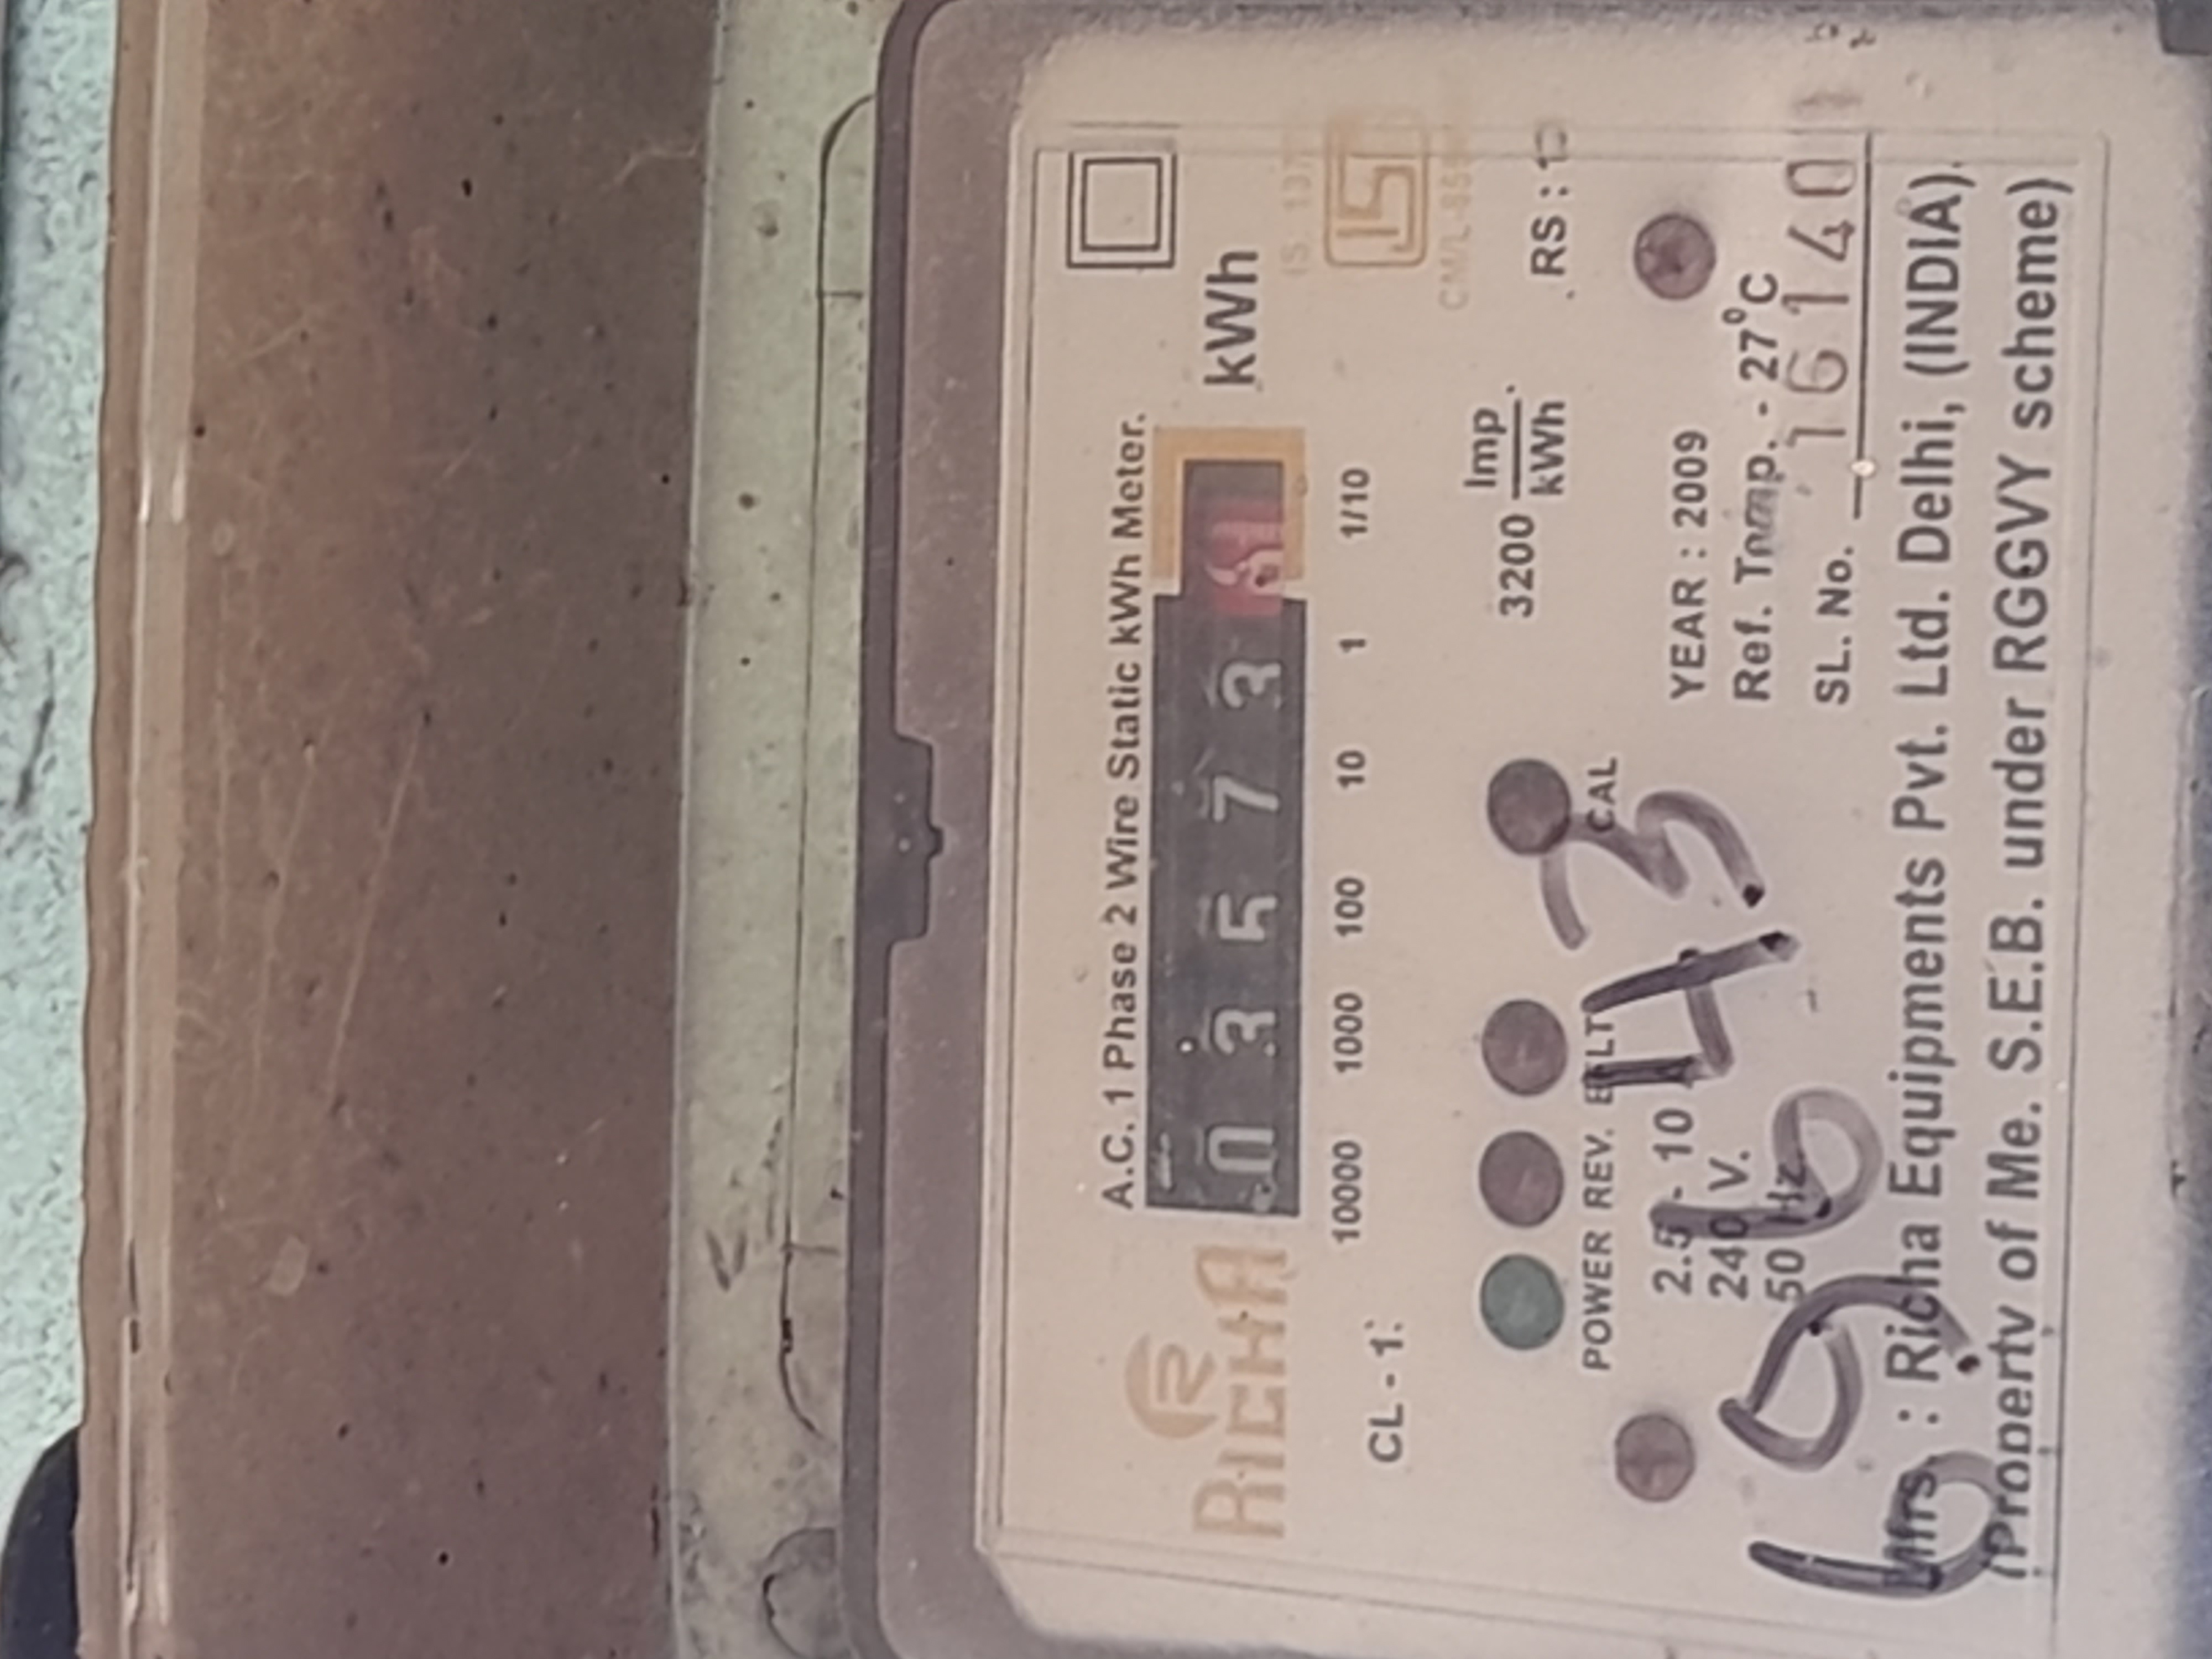 A.C. 1 Phase 2 Wire Static kWh Meter.
R
RICHA
0 3 5 7 3
kWh
10000 1000 100 10 1 1/10
CL - 1.
3200 Imp
kWh
POWER REV. CAL
YEAR : 2009
2.5 - 10
240 V.
50 Hz
Ref. Temp. - 27°C
SL. No. 16140
Mfrs. : Richa Equipments Pvt. Ltd. Delhi, (INDIA).
(Property of Me. S.E.B. under RGGVY scheme)